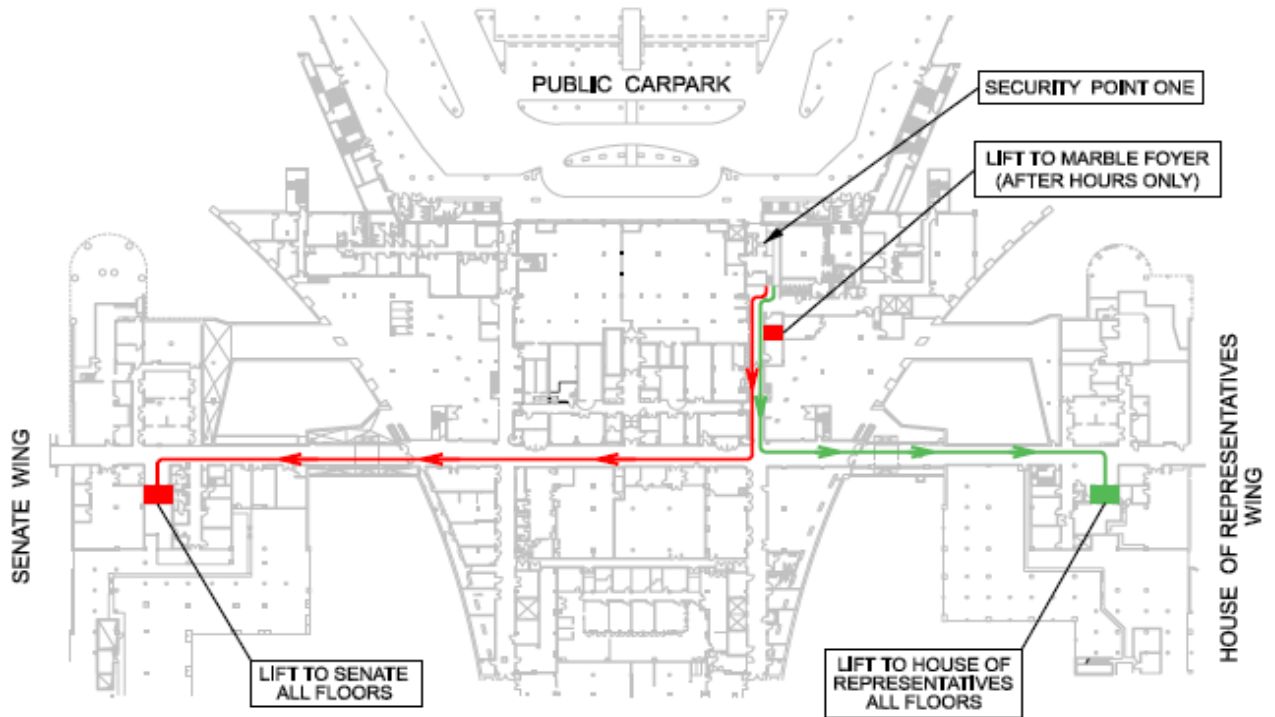 PUBLIC CARPARK
SECURITY POINT ONE
LIFT TO MARBLE FOYER
(AFTER HOURS ONLY)
SENATE WING
HOUSE OF REPRESENTATIVES
WING
LIFT TO SENATE
ALL FLOORS
LIFT TO HOUSE OF
REPRESENTATIVES
ALL FLOORS